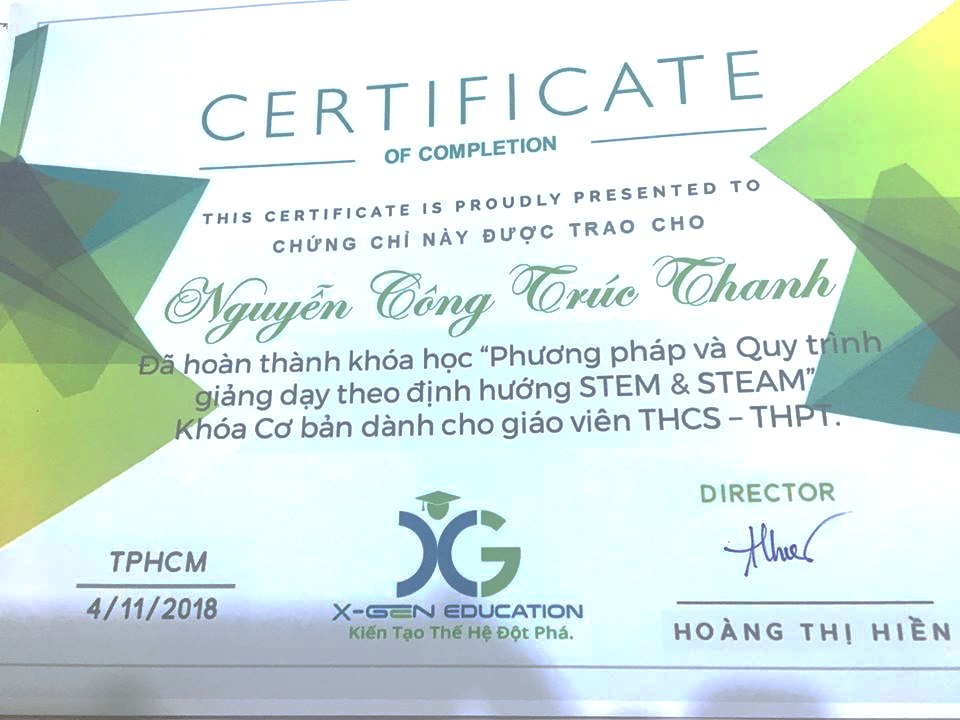 CERTIFICATE
OF COMPLETION
THIS CERTIFICATE IS PROUDLY PRESENTED TO
CHỨNG CHỈ NÀY ĐƯỢC TRAO CHO
Nguyễn Công Trúc Thanh
Đã hoàn thành khóa học “Phương pháp và Quy trình
giảng dạy theo định hướng STEM & STEAM”
Khóa Cơ bản dành cho giáo viên THCS – THPT.
DIRECTOR
TPHCM
4/11/2018
XG
X-GEN EDUCATION
Kiến Tạo Thế Hệ Đột Phá.
HOÀNG THỊ HIỀN